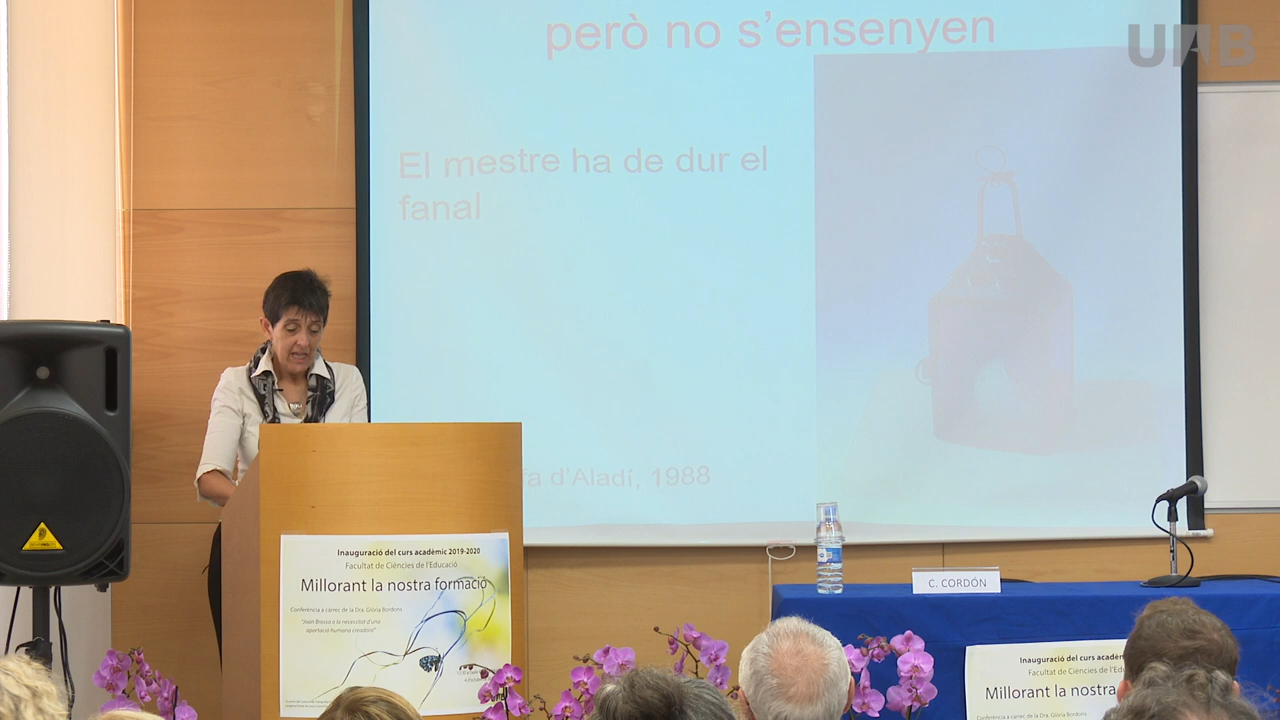 però no s'ensenyen
UAB
El mestre ha de dur el
fanal
fa d'Aladí, 1988
Inauguració del curs acadèmic 2019-2020
Facultat de Ciències de l'Educació
Millorant la nostra formació
Conferència a càrrec de la Dra. Glòria Bordons
"Joan Brossa o la necessitat d'una
aportació humana creadora"
C. CORDÓN
Inauguració del curs acadèm
Facultat de Ciències de l'Edu
Millorant la nostra
Conferència a càrrec de la Dra. Glòria Bordons